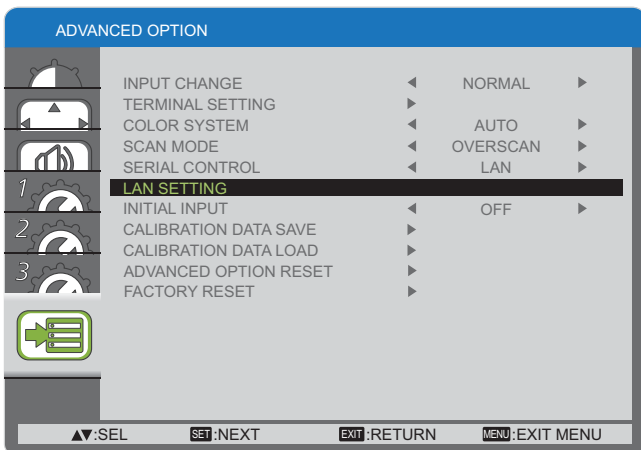 ADVANCED OPTION
INPUT CHANGE NORMAL
TERMINAL SETTING
COLOR SYSTEM AUTO
SCAN MODE OVERSCAN
SERIAL CONTROL LAN
LAN SETTING
INITIAL INPUT OFF
CALIBRATION DATA SAVE
CALIBRATION DATA LOAD
ADVANCED OPTION RESET
FACTORY RESET
1
2
3
▲▼:SEL SET:NEXT EXIT:RETURN MENU:EXIT MENU